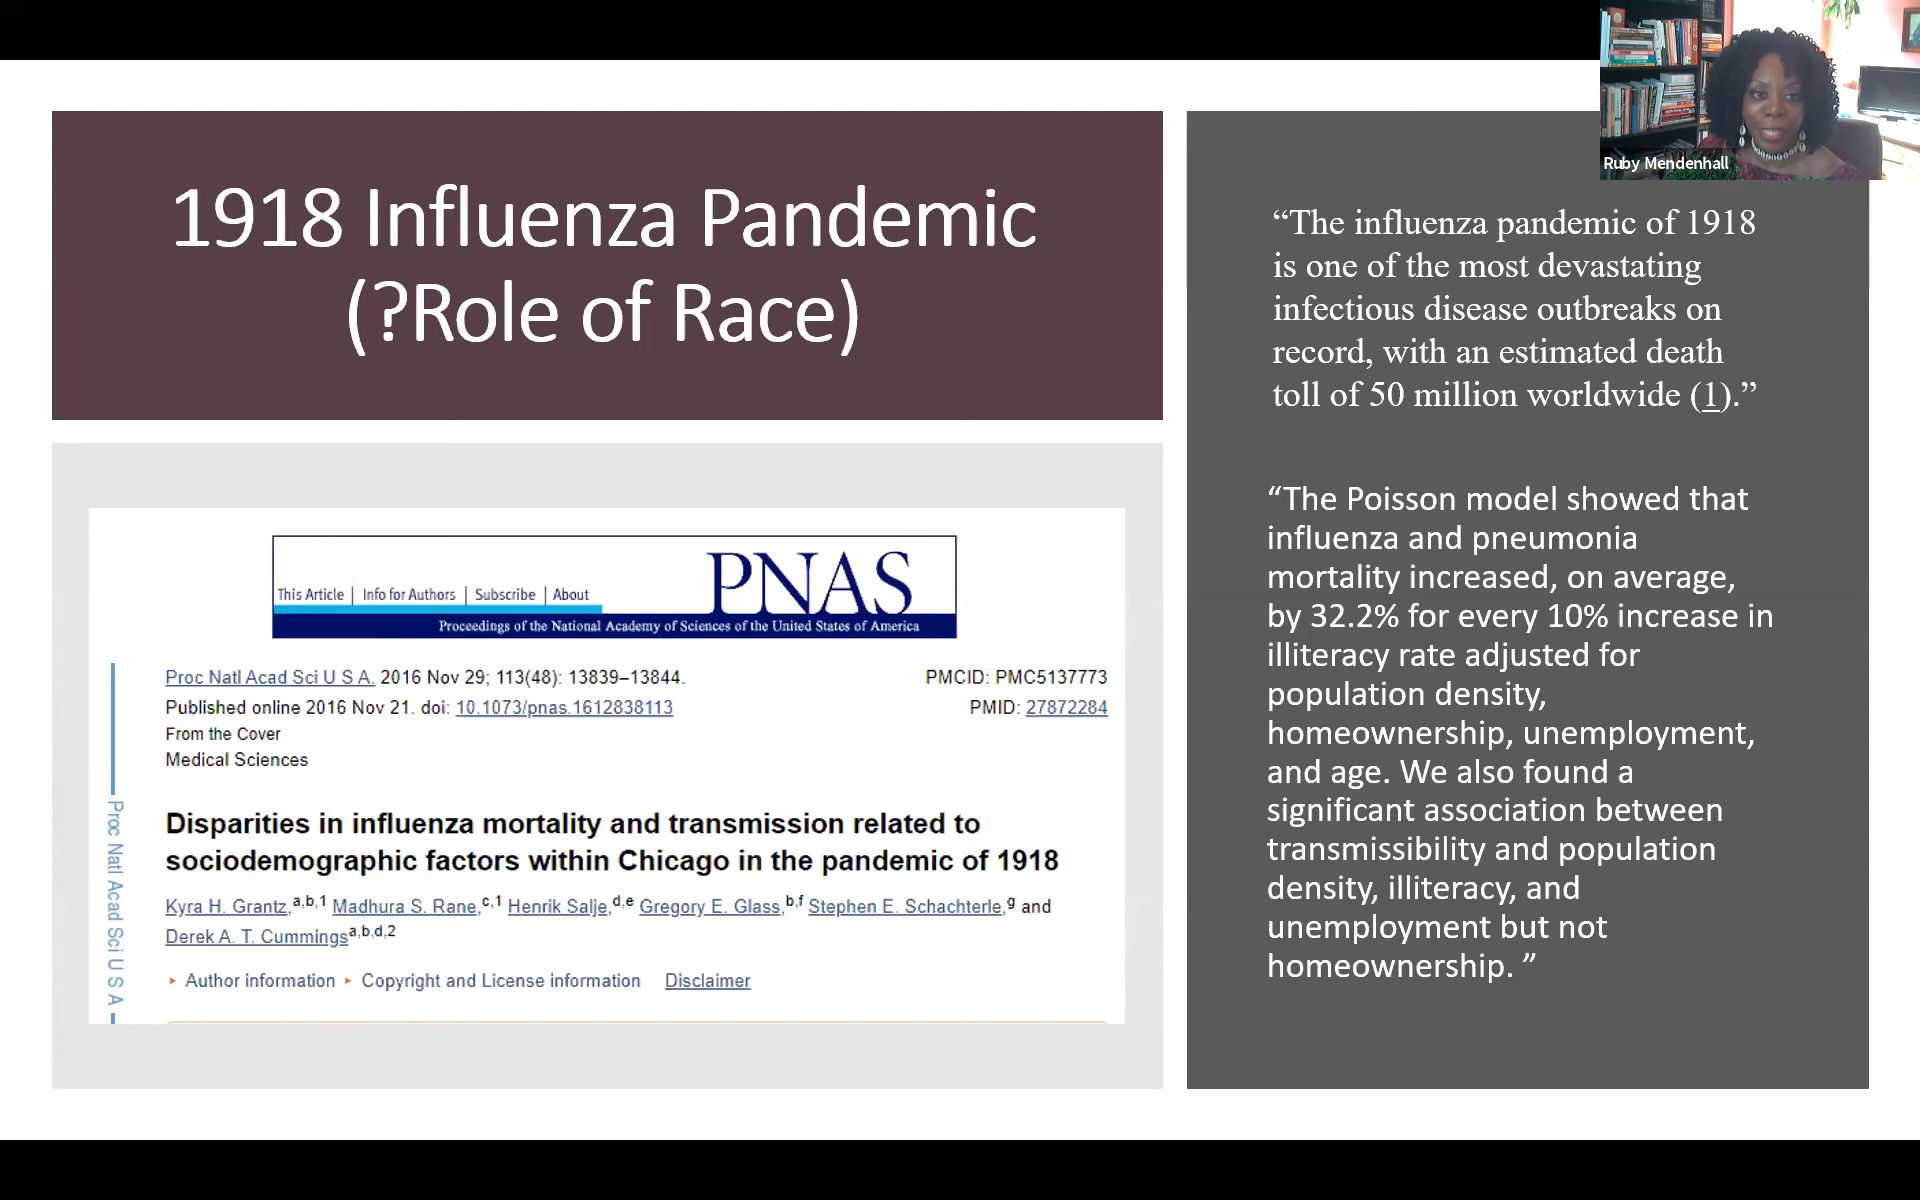 1918 Influenza Pandemic
(?Role of Race)
This Article | Info for Authors | Subscribe | About
PNAS
Proceedings of the National Academy of Sciences of the United States of America
Proc Natl Acad Sci U S A
Proc Natl Acad Sci U S A. 2016 Nov 29; 113(48): 13839–13844.
PMCID: PMC5137773
Published online 2016 Nov 21. doi: 10.1073/pnas.1612838113
PMID: 27872284
From the Cover
Medical Sciences
Disparities in influenza mortality and transmission related to
sociodemographic factors within Chicago in the pandemic of 1918
Kyra H. Grantz,a,b,1 Madhura S. Rane,c,1 Henrik Salje,d,e Gregory E. Glass,b,f Stephen E. Schachterle,g and
Derek A. T. Cummingsa,b,d,2
▸ Author information ▸ Copyright and License information Disclaimer
Ruby Mendenhall
“The influenza pandemic of 1918
is one of the most devastating
infectious disease outbreaks on
record, with an estimated death
toll of 50 million worldwide (1).”
“The Poisson model showed that
influenza and pneumonia
mortality increased, on average,
by 32.2% for every 10% increase in
illiteracy rate adjusted for
population density,
homeownership, unemployment,
and age. We also found a
significant association between
transmissibility and population
density, illiteracy, and
unemployment but not
homeownership. ”